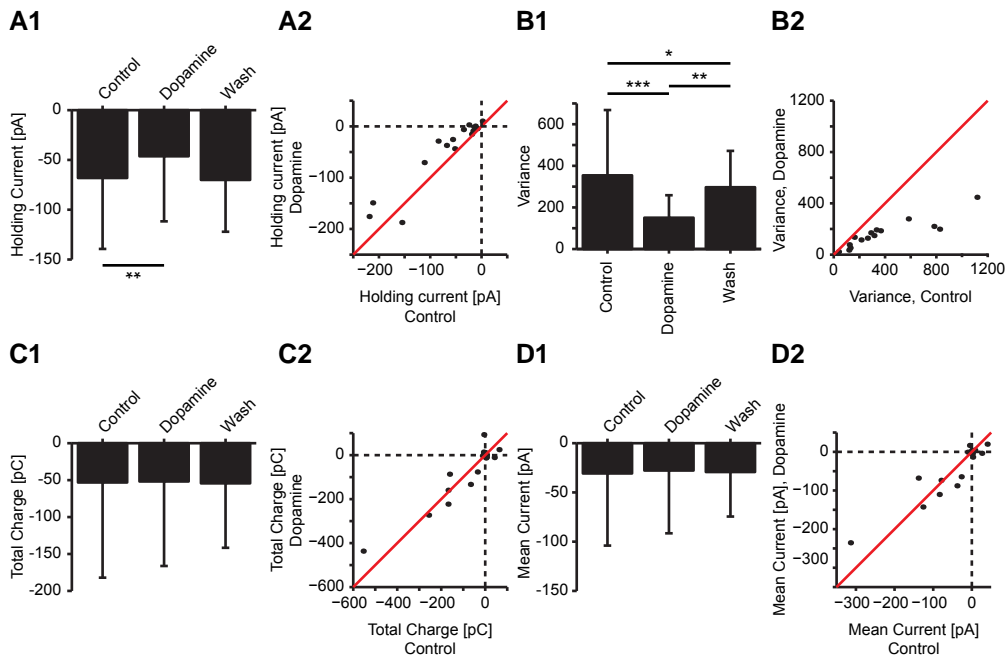 A1
Control
Dopamine
Wash
0
−50
−100
−150
Holding Current [pA]
**
A2
Holding current [pA]
Dopamine
0
−100
−200
−200
−100
0
Holding current [pA]
Control
B1
*
***
**
600
400
200
0
Variance
Control
Dopamine
Wash
B2
1200
800
400
0
Variance, Dopamine
0
400
800
1200
Variance, Control
C1
Control
Dopamine
Wash
0
−50
−100
−150
−200
Total Charge [pC]
C2
Total Charge [pC]
Dopamine
0
−200
−400
−600
−600
−400
−200
0
Total Charge [pC]
Control
D1
Control
Dopamine
Wash
0
−50
−100
−150
Mean Current [pA]
D2
Mean Current [pA], Dopamine
0
−100
−200
−300
−300
−200
−100
0
Mean Current [pA]
Control